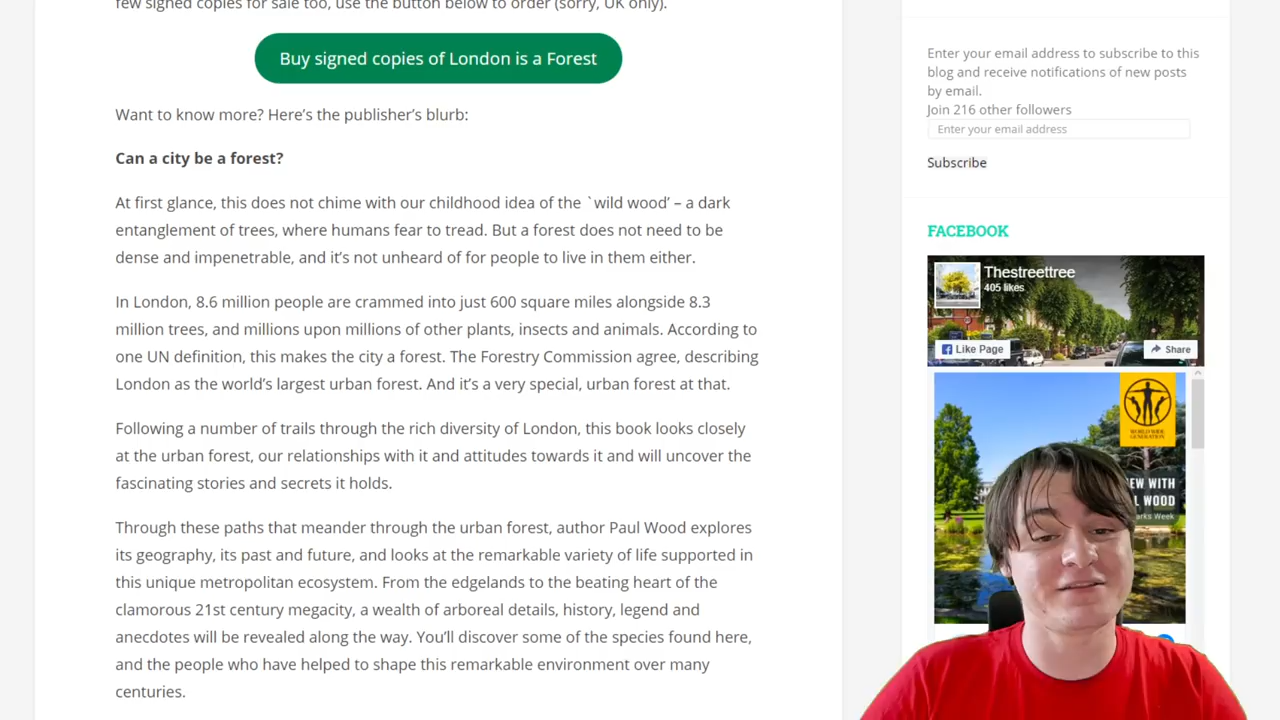 few signed copies for sale too, use the button below to order (sorry, UK only).
Buy signed copies of London is a Forest
Want to know more? Here’s the publisher’s blurb:
Can a city be a forest?
At first glance, this does not chime with our childhood idea of the `wild wood’ – a dark
entanglement of trees, where humans fear to tread. But a forest does not need to be
dense and impenetrable, and it’s not unheard of for people to live in them either.
In London, 8.6 million people are crammed into just 600 square miles alongside 8.3
million trees, and millions upon millions of other plants, insects and animals. According to
one UN definition, this makes the city a forest. The Forestry Commission agree, describing
London as the world’s largest urban forest. And it’s a very special, urban forest at that.
Following a number of trails through the rich diversity of London, this book looks closely
at the urban forest, our relationships with it and attitudes towards it and will uncover the
fascinating stories and secrets it holds.
Through these paths that meander through the urban forest, author Paul Wood explores
its geography, its past and future, and looks at the remarkable variety of life supported in
this unique metropolitan ecosystem. From the edgelands to the beating heart of the
clamorous 21st century megacity, a wealth of arboreal details, history, legend and
anecdotes will be revealed along the way. You’ll discover some of the species found here,
and the people who have helped to shape this remarkable environment over many
centuries.
Enter your email address to subscribe to this
blog and receive notifications of new posts
by email.
Join 216 other followers
Enter your email address
Subscribe
FACEBOOK
Thestreettree
405 likes
Like Page
Share
WORLD WIDE
GENERATION
EW WITH
L WOOD
arks Week